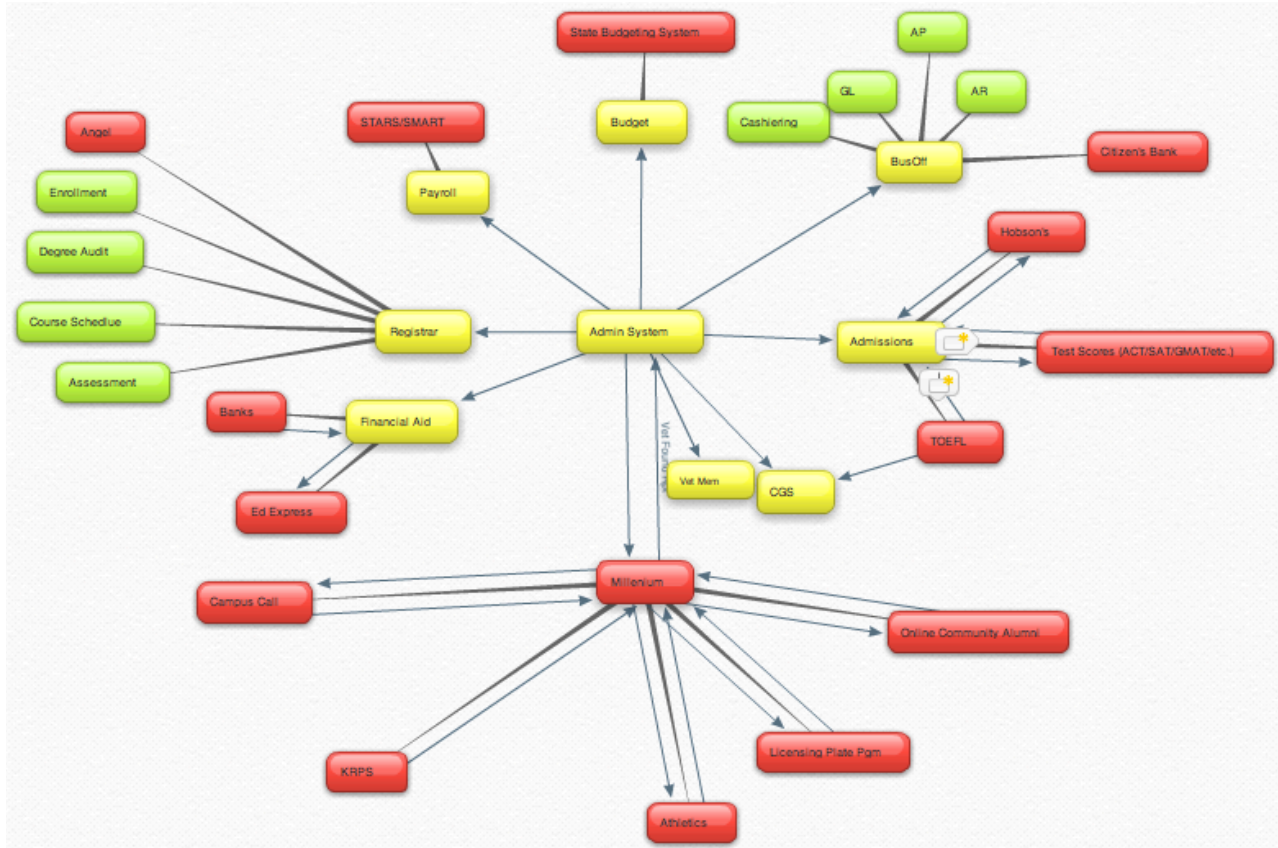 State Budgeting System
AP
GL
AR
Angel
STARS/SMART
Budget
Cashiering
BusOff
Citizen's Bank
Enrollment
Payroll
Hobson's
Degree Audit
Course Schedlue
Registrar
Admin System
Admissions
Test Scores (ACT/SAT/GMAT/etc.)
Assessment
Banks
Financial Aid
TOEFL
Vet Mem
CGS
Ed Express
Millenium
Campus Call
Online Community Alumni
KRPS
Licensing Plate Pgm
Athletics